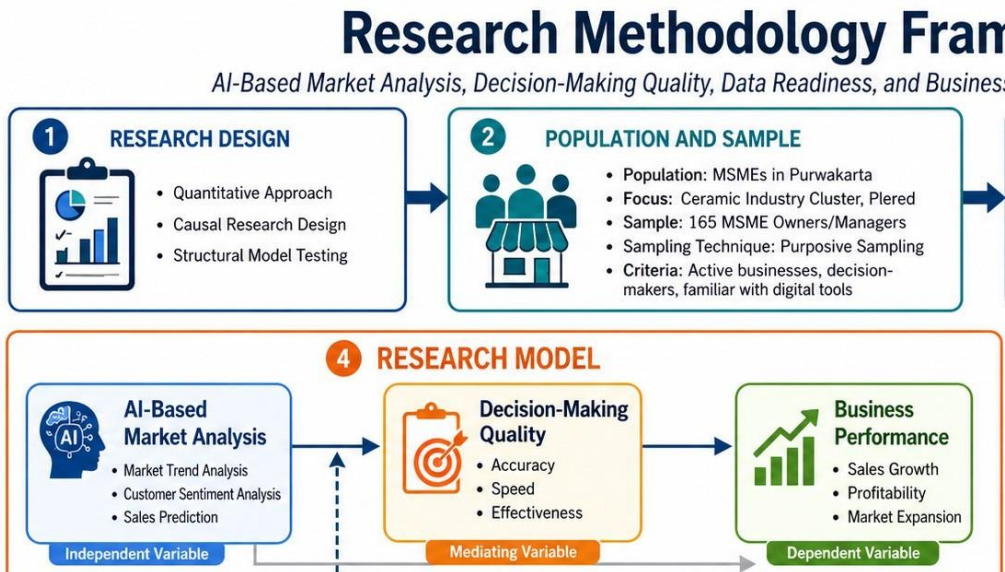 Research Methodology Fram
AI-Based Market Analysis, Decision-Making Quality, Data Readiness, and Business
1 RESEARCH DESIGN
• Quantitative Approach
• Causal Research Design
• Structural Model Testing
2 POPULATION AND SAMPLE
• Population: MSMEs in Purwakarta
• Focus: Ceramic Industry Cluster, Plered
• Sample: 165 MSME Owners/Managers
• Sampling Technique: Purposive Sampling
• Criteria: Active businesses, decision-
makers, familiar with digital tools
4 RESEARCH MODEL
AI
AI-Based
Market Analysis
• Market Trend Analysis
• Customer Sentiment Analysis
• Sales Prediction
Independent Variable
Decision-Making
Quality
• Accuracy
• Speed
• Effectiveness
Mediating Variable
Business
Performance
• Sales Growth
• Profitability
• Market Expansion
Dependent Variable